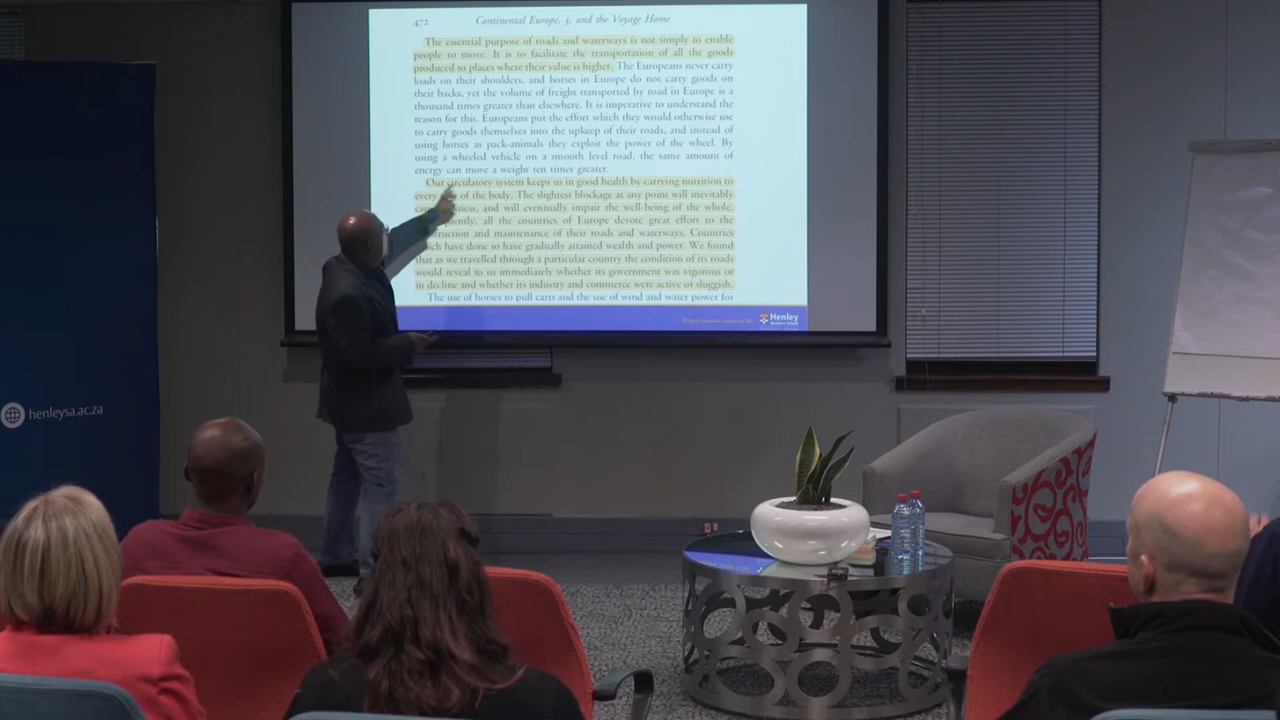 472 Continental Europe, 3; and the Voyage Home
The essential purpose of roads and waterways is not simply to enable
people to move. It is to facilitate the transportation of all the goods
produced to places where their value is higher. The Europeans never carry
loads on their shoulders, and horses in Europe do not carry goods on
their backs, yet the volume of freight transported by road in Europe is a
thousand times greater than elsewhere. It is imperative to understand the
reason for this. Europeans put the effort which they would otherwise use
to carry goods themselves into the upkeep of their roads, and instead of
using horses as pack-animals they exploit the power of the wheel. By
using a wheeled vehicle on a smooth level road, the same amount of
energy can move a weight ten times greater.
Our circulatory system keeps us in good health by carrying nutrition to
every of the body. The slightest blockage at any point will inevitably
and will eventually impair the well-being of the whole.
all the countries of Europe devote great effort to the
and maintenance of their roads and waterways. Countries
have done so have gradually attained wealth and power. We found
that as we travelled through a particular country the condition of its roads
would reveal to us immediately whether its government was vigorous or
in decline and whether its industry and commerce were active or sluggish.
The use of horses to pull carts and the use of wind and water power for
Henley
Business School
henleysa.ac.za